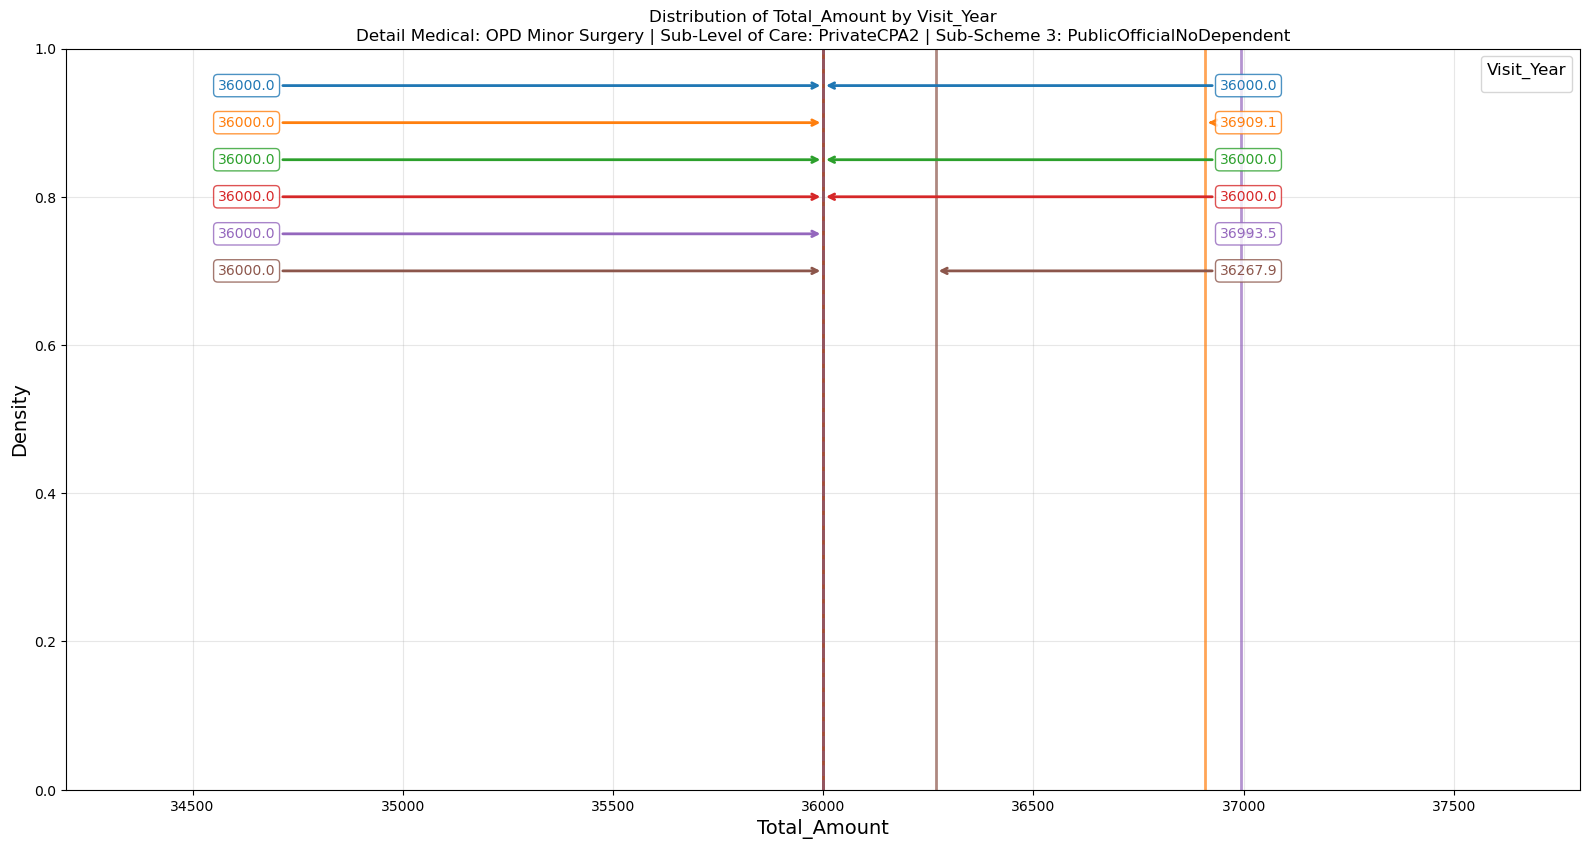 Distribution of Total_Amount by Visit_Year
Detail Medical: OPD Minor Surgery | Sub-Level of Care: PrivateCPA2 | Sub-Scheme 3: PublicOfficialNoDependent
Visit_Year
1.0
36000.0 36000.0
36000.0 36909.1
36000.0 36000.0
0.8
36000.0 36000.0
36000.0 36993.5
36000.0 36267.9
0.6
Density
0.4
0.2
0.0
34500 35000 35500 36000 36500 37000 37500
Total_Amount